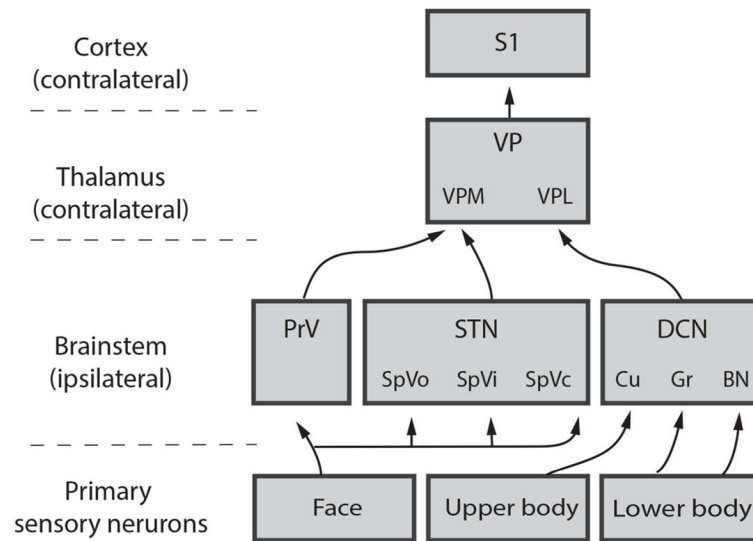 Cortex
(contralateral)
S1
Thalamus
(contralateral)
VP
VPM VPL
Brainstem
(ipsilateral)
PrV STN DCN
SpVo SpVi SpVc Cu Gr BN
Primary
sensory nerurons
Face Upper body Lower body